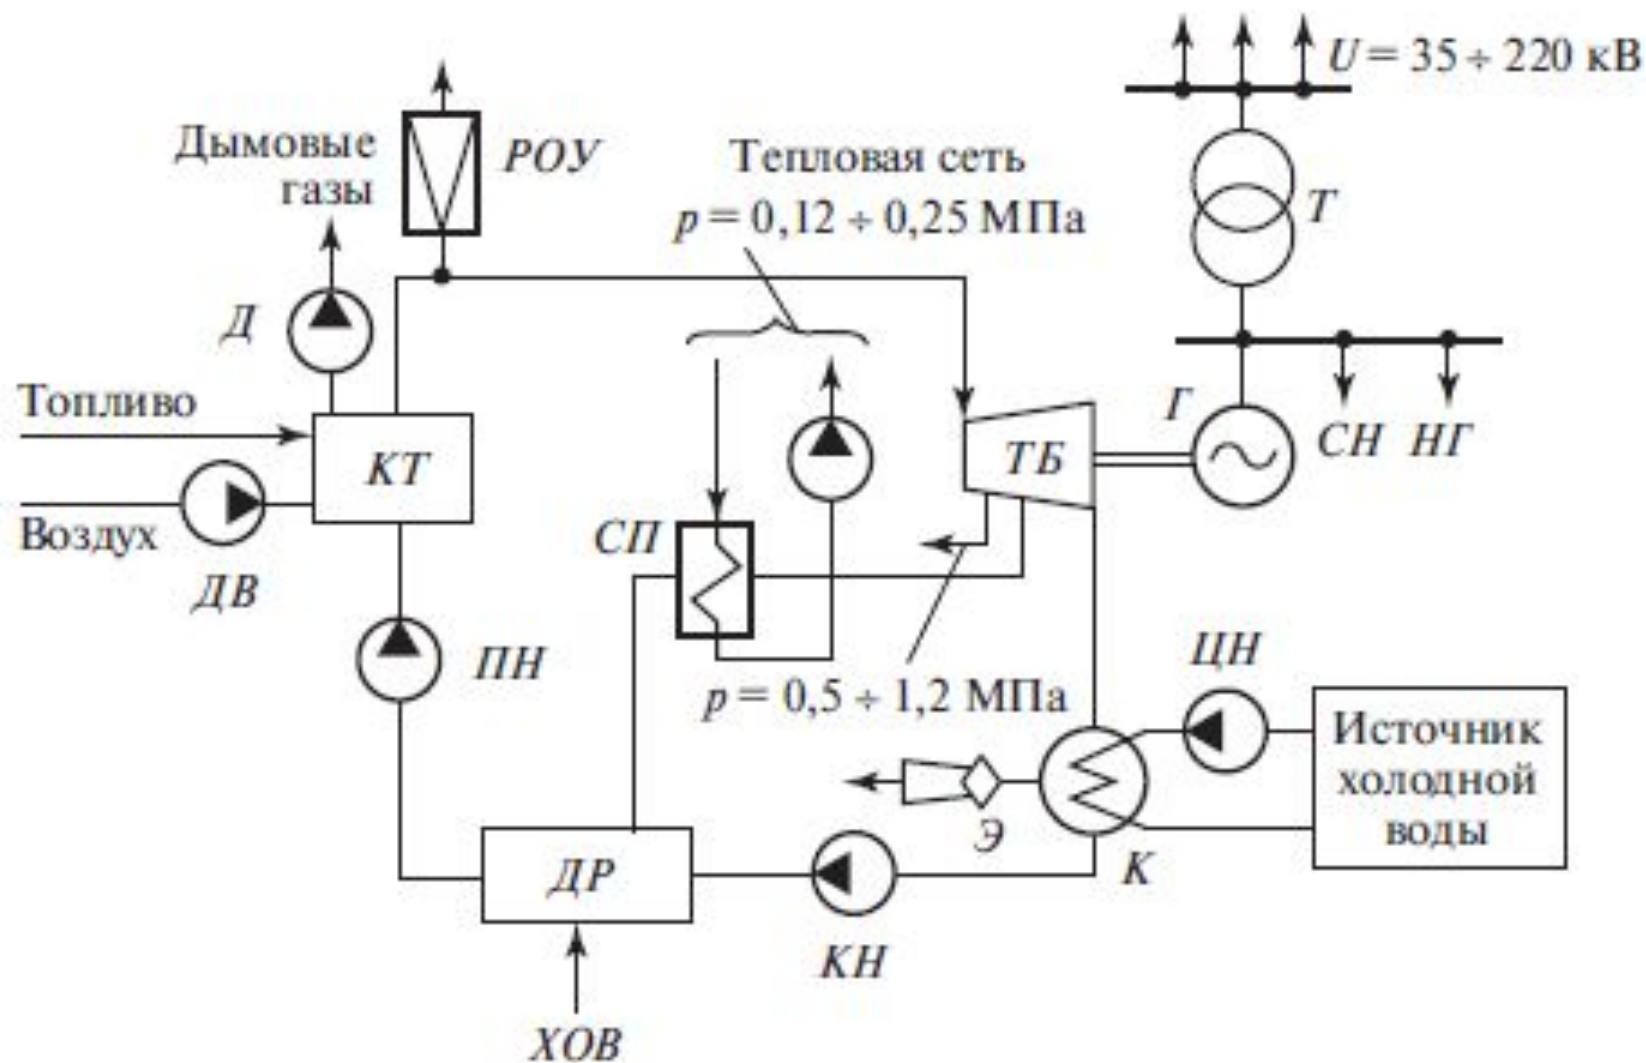 U = 35 ÷ 220 кВ
Дымовые
газы
РОУ
Тепловая сеть
p = 0,12 ÷ 0,25 МПа
Т
Д
Топливо
КТ
Воздух
ДВ
СП
ТБ
Г
СН НГ
ПН
p = 0,5 ÷ 1,2 МПа
ЦН
Источник
холодной
воды
Э
К
ДР
КН
ХОВ